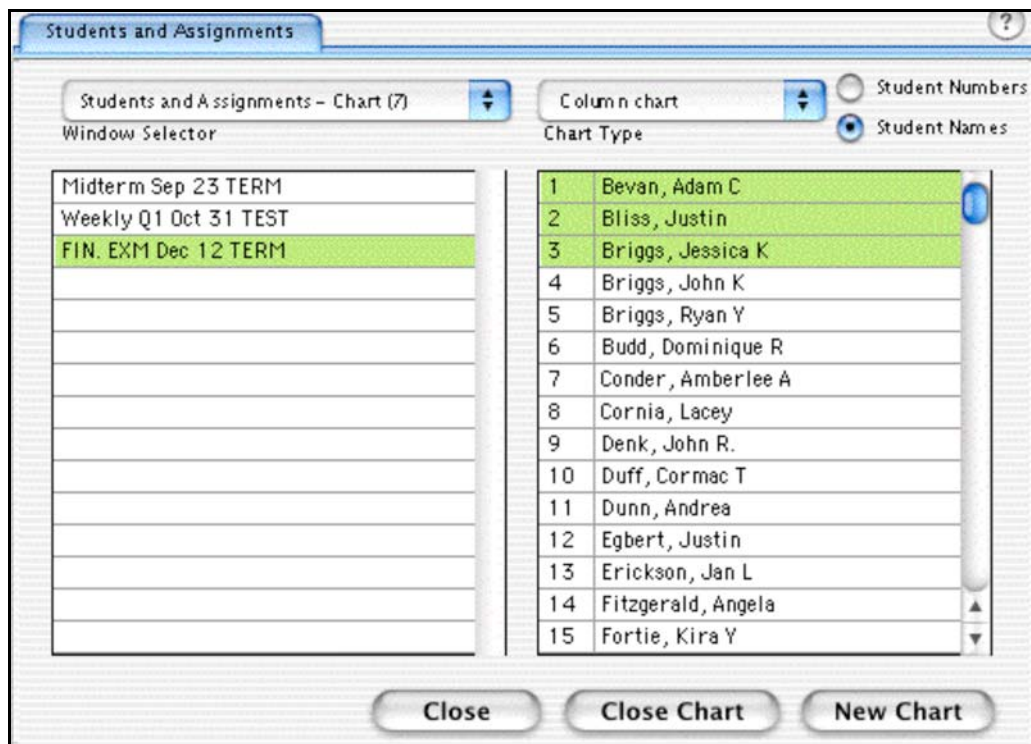 Students and Assignments
?
Students and Assignments - Chart (7)
Column chart
Student Numbers
Window Selector
Chart Type
Student Names
Midterm Sep 23 TERM
Weekly Q1 Oct 31 TEST
FIN. EXM Dec 12 TERM
1 Bevan, Adam C
2 Bliss, Justin
3 Briggs, Jessica K
4 Briggs, John K
5 Briggs, Ryan Y
6 Budd, Dominique R
7 Conder, Amberlee A
8 Cornia, Lacey
9 Denk, John R.
10 Duff, Cormac T
11 Dunn, Andrea
12 Egbert, Justin
13 Erickson, Jan L
14 Fitzgerald, Angela
15 Fortie, Kira Y
Close
Close Chart
New Chart